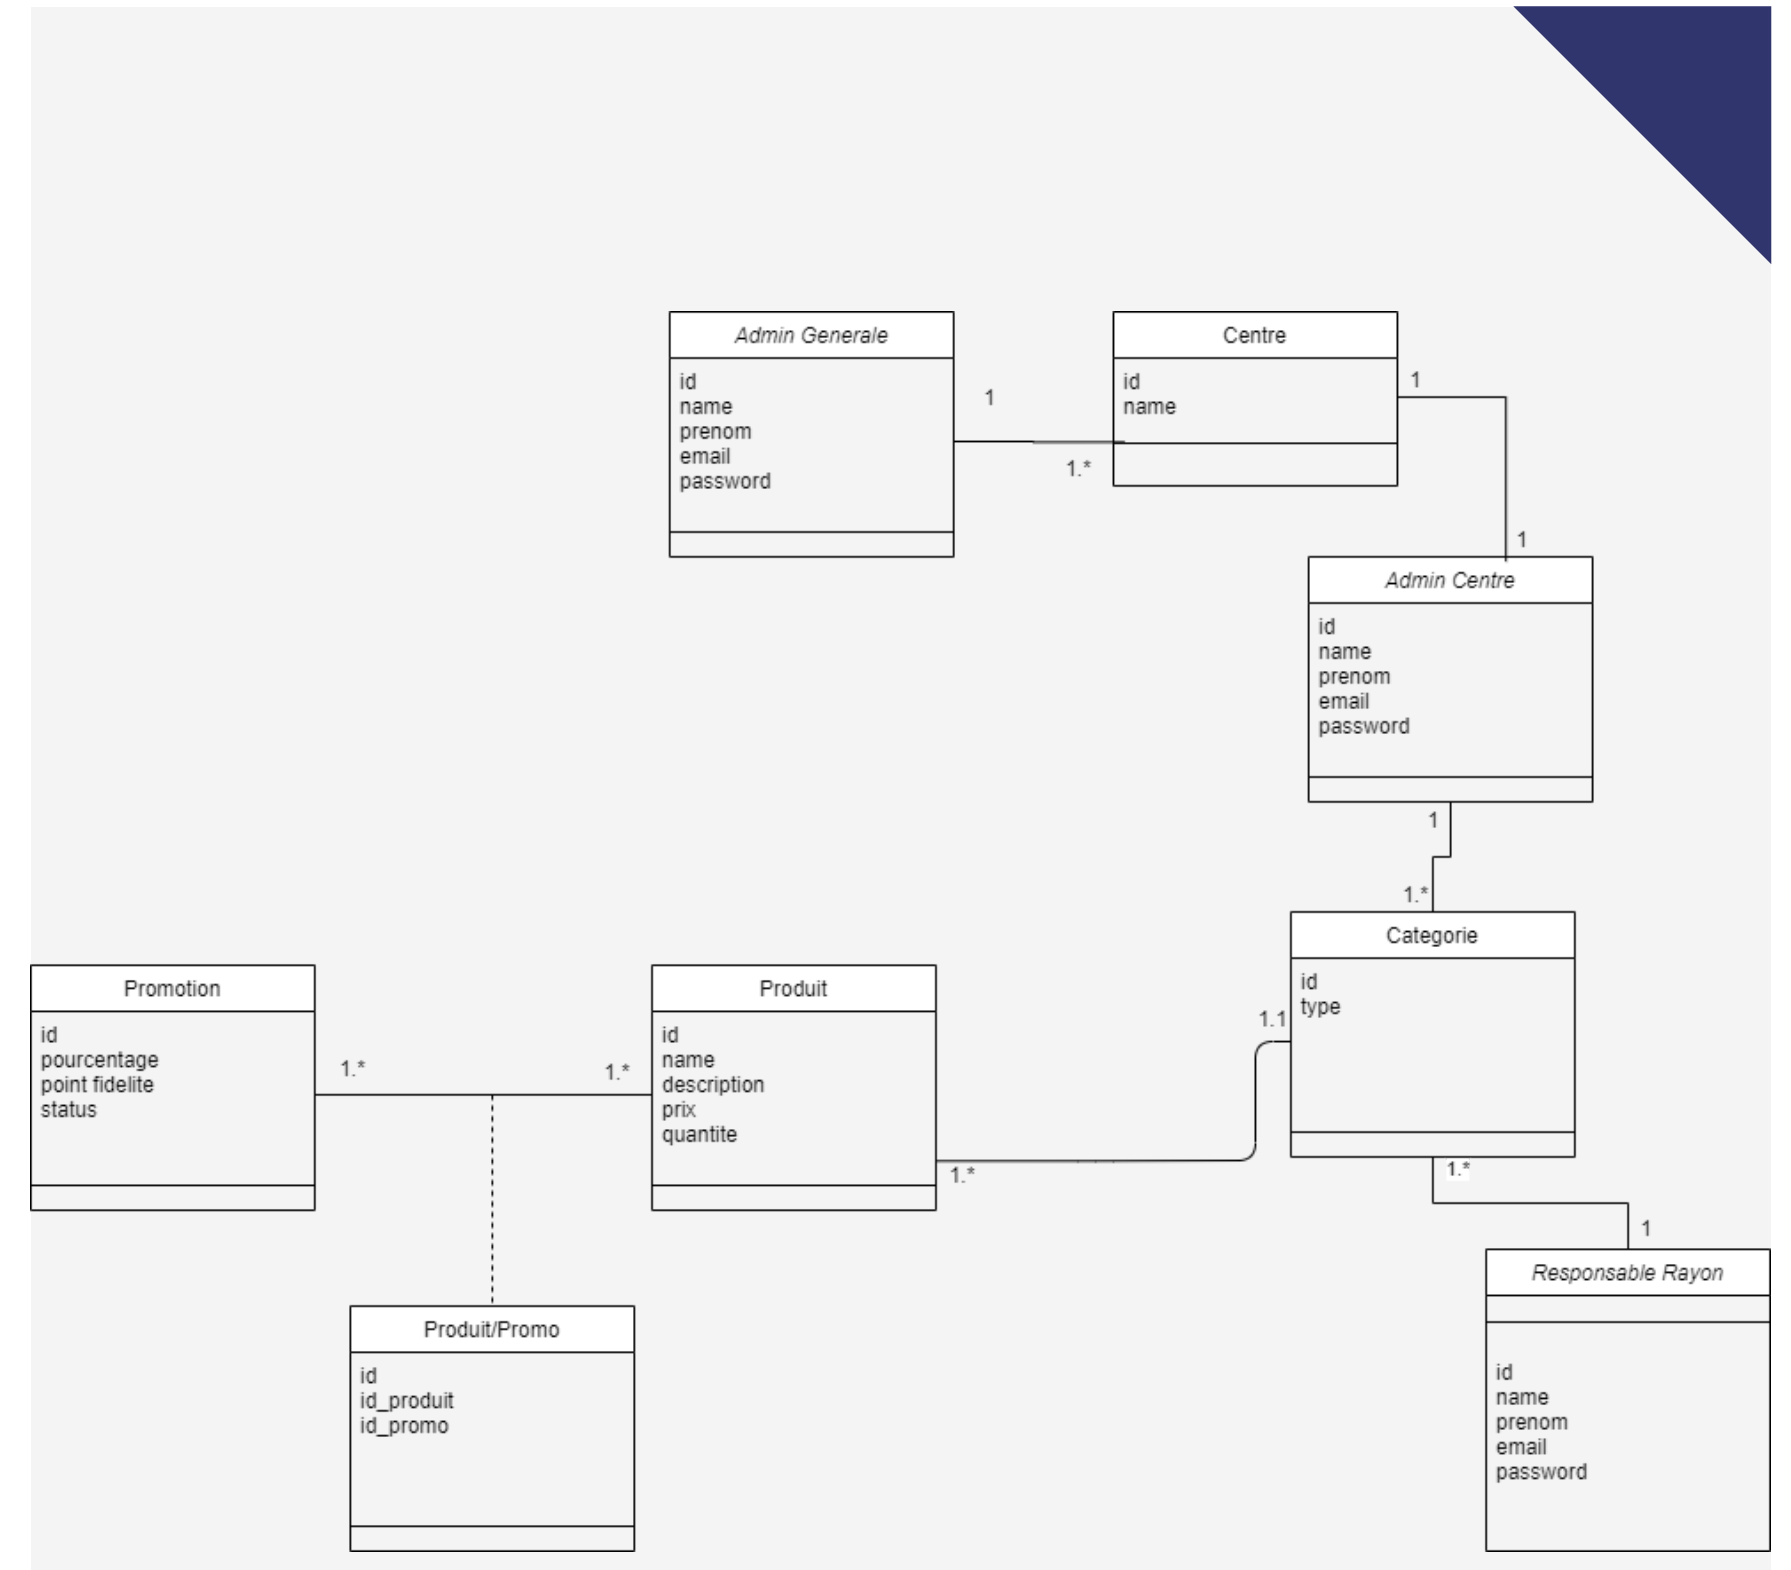 Admin Generale
id
name
prenom
email
password
1
1.*
Centre
id
name
1
1
Admin Centre
id
name
prenom
email
password
1
1.*
Categorie
id
type
1.1
1.*
Promotion
id
pourcentage
point fidelite
status
1.*
1.*
Produit
id
name
description
prix
quantite
1.*
1
Responsable Rayon
id
name
prenom
email
password
Produit/Promo
id
id_produit
id_promo